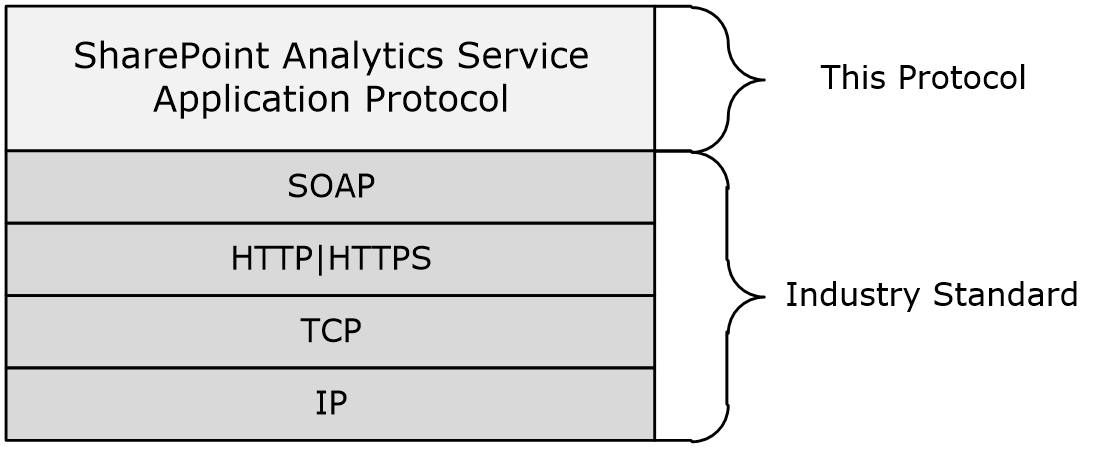 SharePoint Analytics Service
Application Protocol
This Protocol
SOAP
HTTP|HTTPS
TCP
IP
Industry Standard